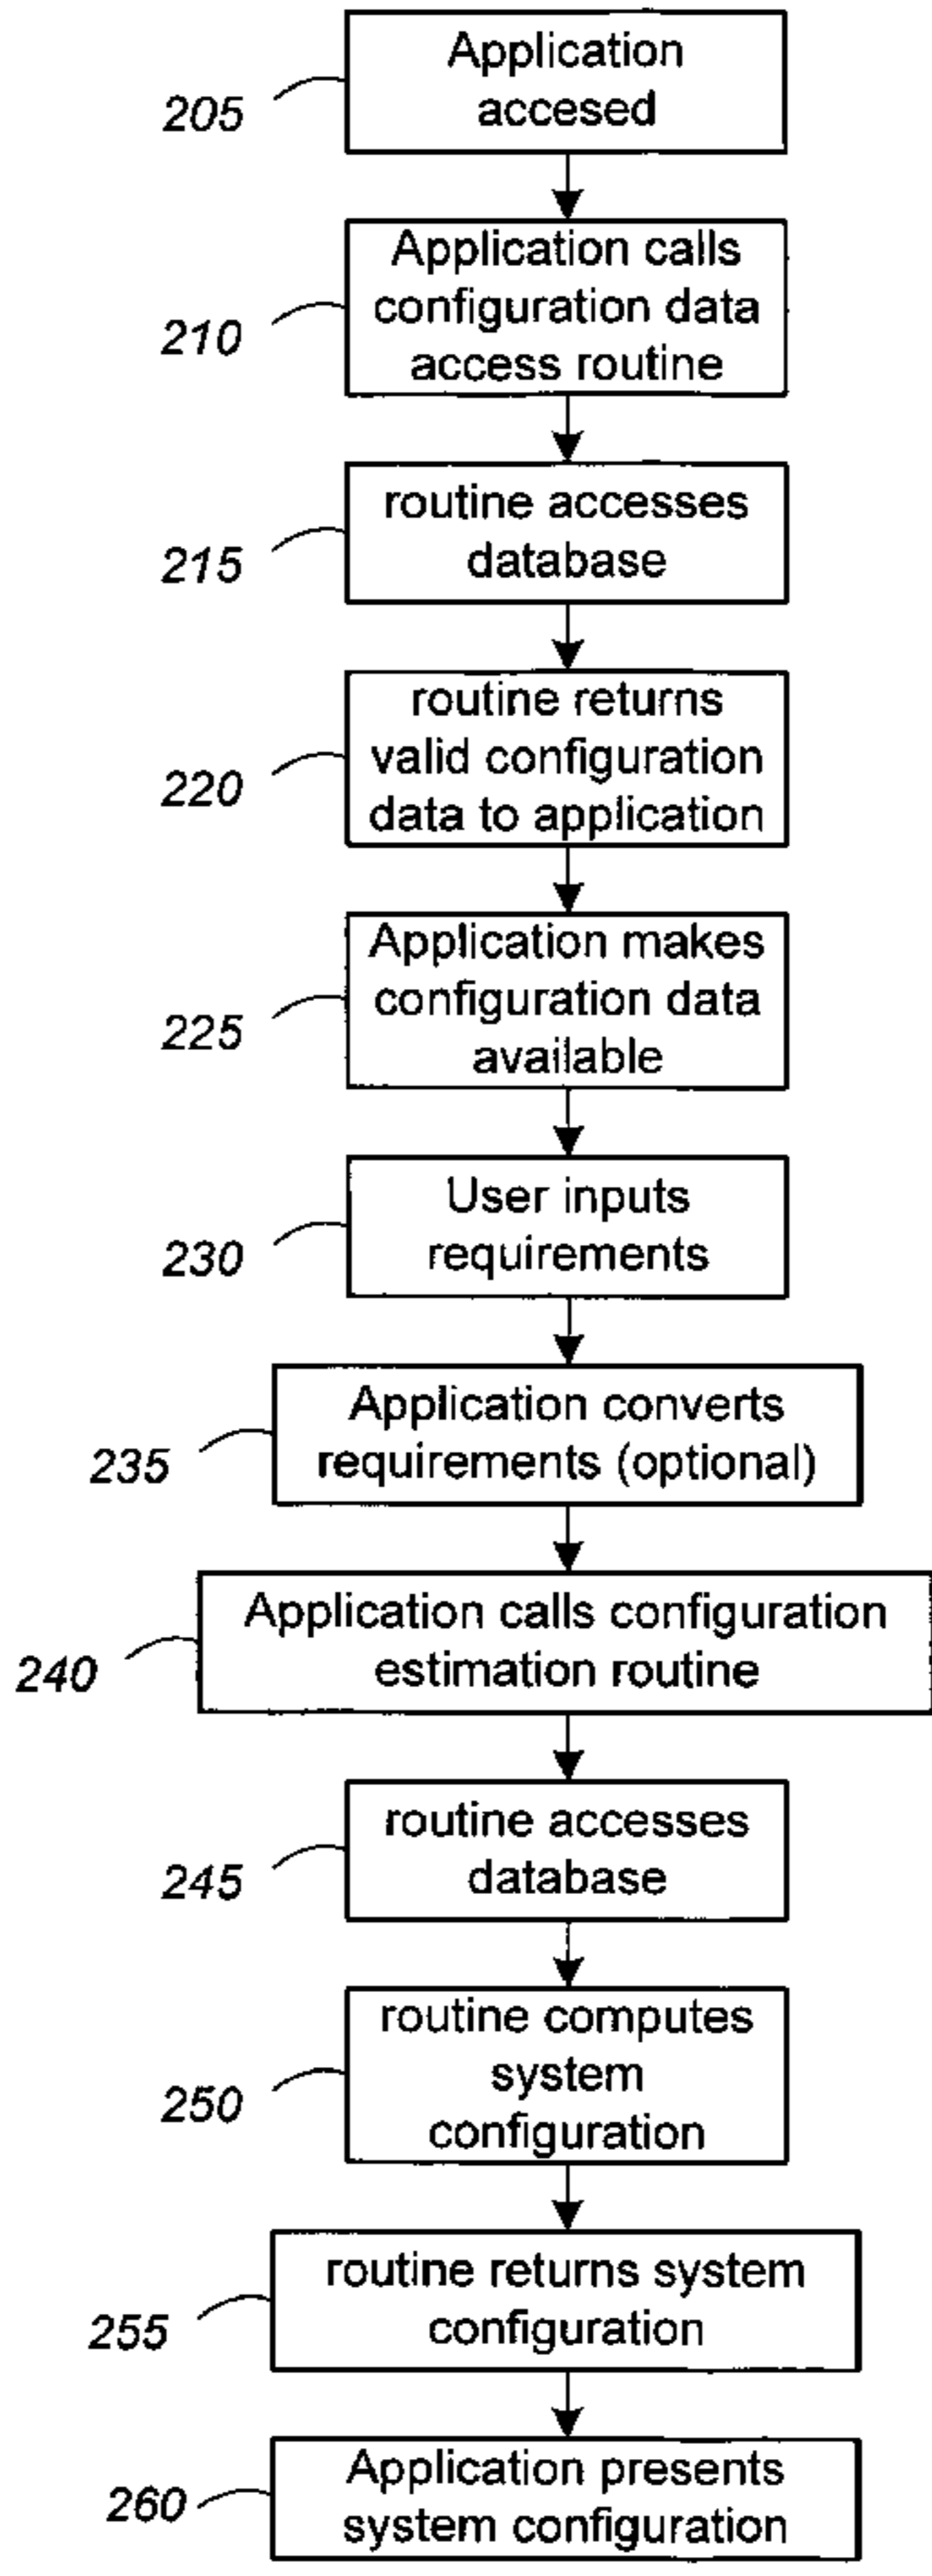 Application
accesed
205
Application calls
configuration data
access routine
210
routine accesses
database
215
routine returns
valid configuration
data to application
220
Application makes
configuration data
available
225
User inputs
requirements
230
Application converts
requirements (optional)
235
Application calls configuration
estimation routine
240
routine accesses
database
245
routine computes
system
configuration
250
routine returns system
configuration
255
Application presents
system configuration
260